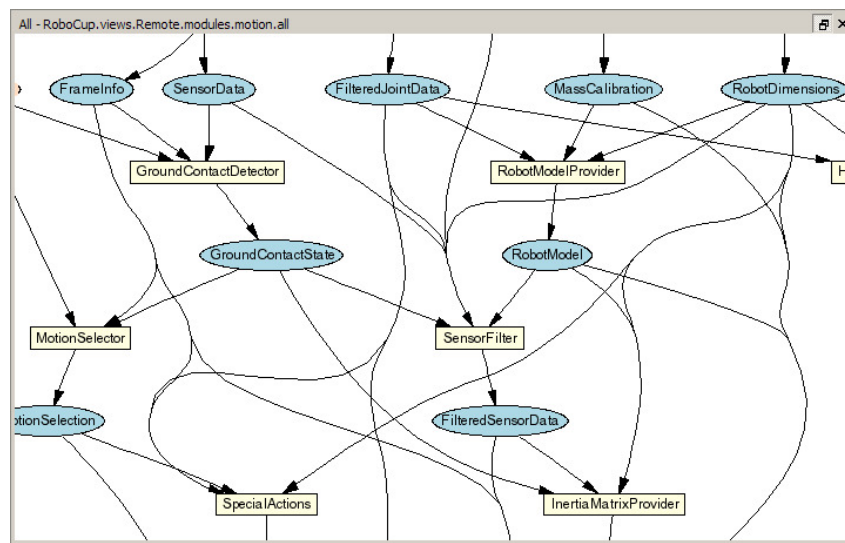 All - RoboCup.views.Remote.modules.motion.all
FrameInfo
SensorData
FilteredJointData
MassCalibration
RobotDimensions
GroundContactDetector
RobotModelProvider
H
GroundContactState
RobotModel
MotionSelector
SensorFilter
otionSelection
FilteredSensorData
SpecialActions
InertiaMatrixProvider